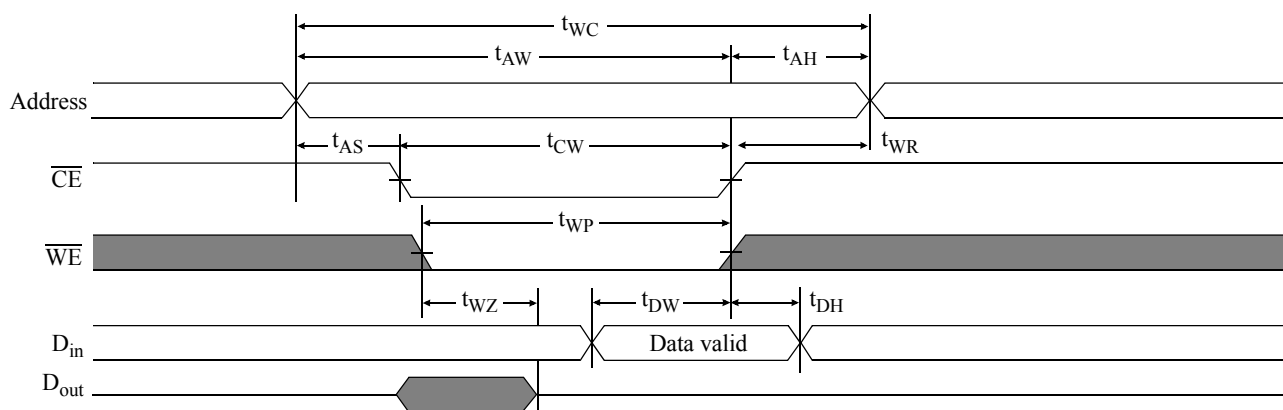 tWC
tAW tAH
Address
tAS tCW tWR
CE
tWP
WE
tWZ tDW tDH
Din Data valid
Dout